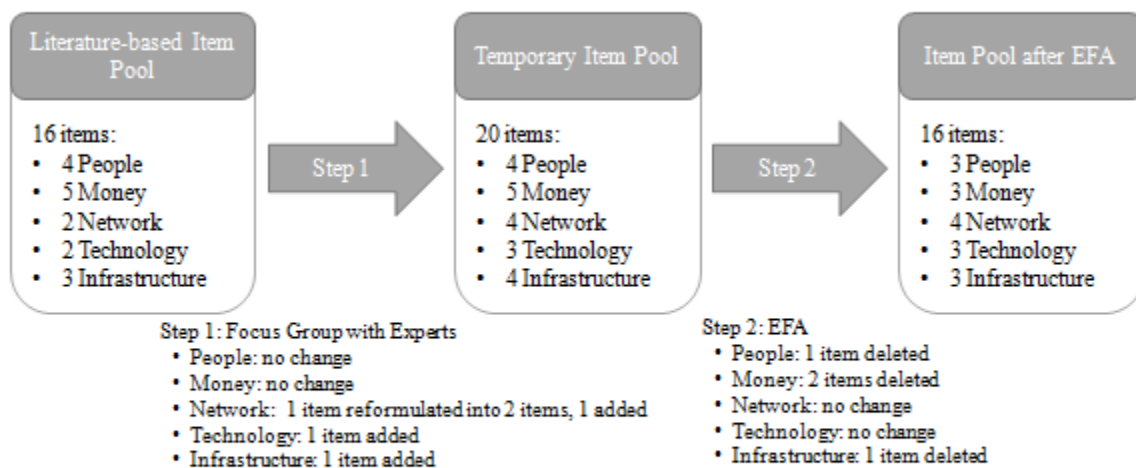 Literature-based Item
Pool
16 items:
• 4 People
• 5 Money
• 2 Network
• 2 Technology
• 3 Infrastructure
Step 1
Temporary Item Pool
20 items:
• 4 People
• 5 Money
• 4 Network
• 3 Technology
• 4 Infrastructure
Step 2
Item Pool after EFA
16 items:
• 3 People
• 3 Money
• 4 Network
• 3 Technology
• 3 Infrastructure
Step 1: Focus Group with Experts
• People: no change
• Money: no change
• Network: 1 item reformulated into 2 items, 1 added
• Technology: 1 item added
• Infrastructure: 1 item added
Step 2: EFA
• People: 1 item deleted
• Money: 2 items deleted
• Network: no change
• Technology: no change
• Infrastructure: 1 item deleted